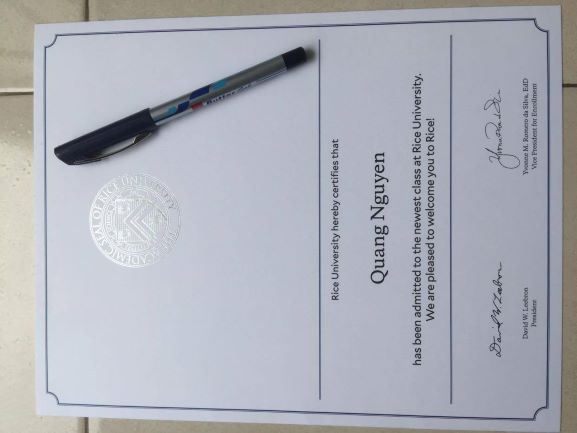 ACADEMIC SEAL OF RICE UNI
Rice University hereby certifies that
Quang Nguyen
has been admitted to the newest class at Rice University.
We are pleased to welcome you to Rice!
David W Leebron
David W. Leebron
President
Yvonne M. Romero da Silva, EdD
Vice President for Enrollment